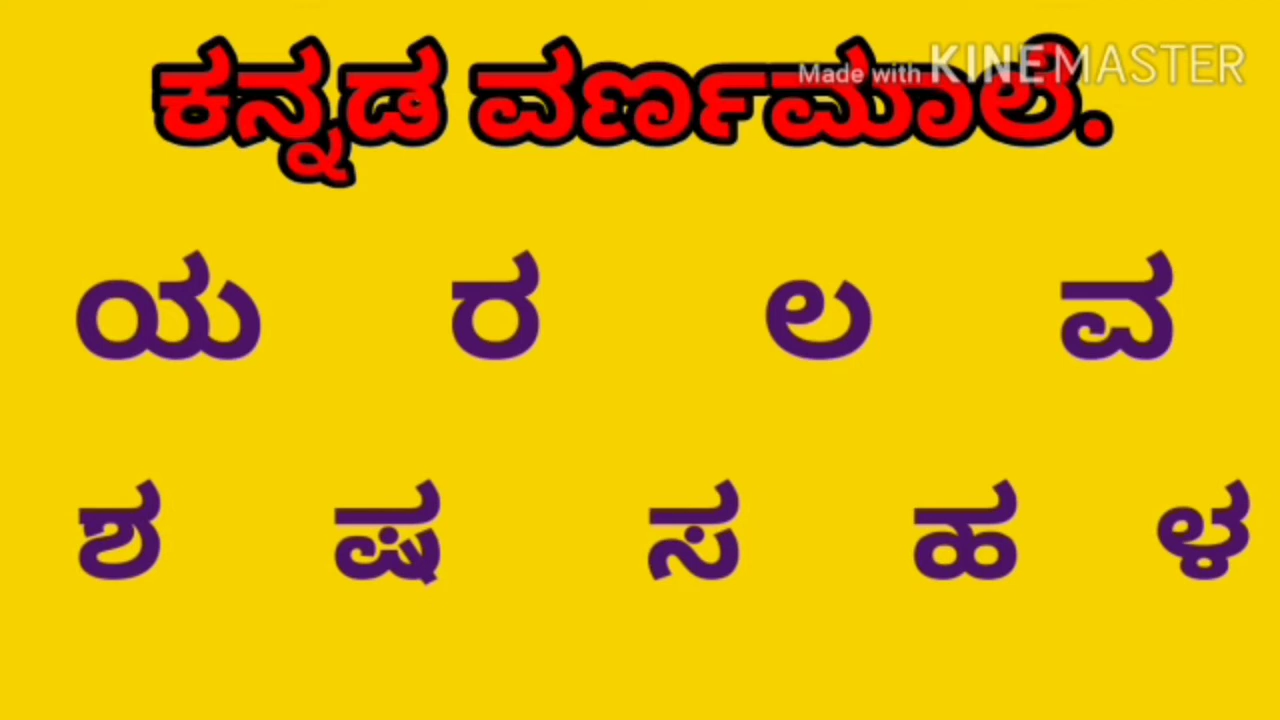 Made with KINEMASTER
ಕನ್ನಡ ವರ್ಣಮಾಲೆ.
ಯ ರ ಲ ವ
ಶ ಷ ಸ ಹ ಳ